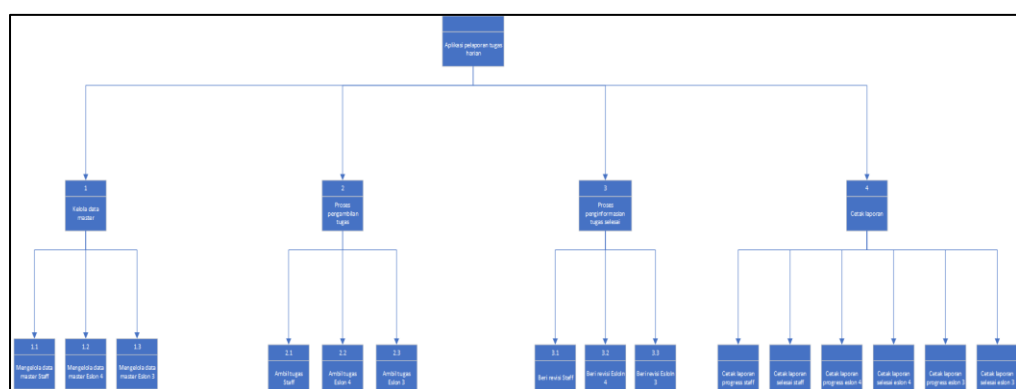 Aplikasi pelaporan tugas
harian
1
Kelola data
master
2
Proses
pengambilan
tugas
3
Proses
penginformasian
tugas selesai
4
Cetak laporan
1.1
Mengelola data
master Staff
1.2
Mengelola data
master Eslon 4
1.3
Mengelola data
master Eslon 3
2.1
Ambil tugas
Staff
2.2
Ambil tugas
Eslon 4
2.3
Ambil tugas
Eslon 3
3.1
Beri revisi Staff
3.2
Beri revisi Esloln
4
3.3
Beri revisi Esloln
3
Cetak laporan
progress staff
Cetak laporan
selesai staff
Cetak laporan
progress eslon 4
Cetak laporan
selesai eslon 4
Cetak laporan
progress eslon 3
Cetak laporan
selesai eslon